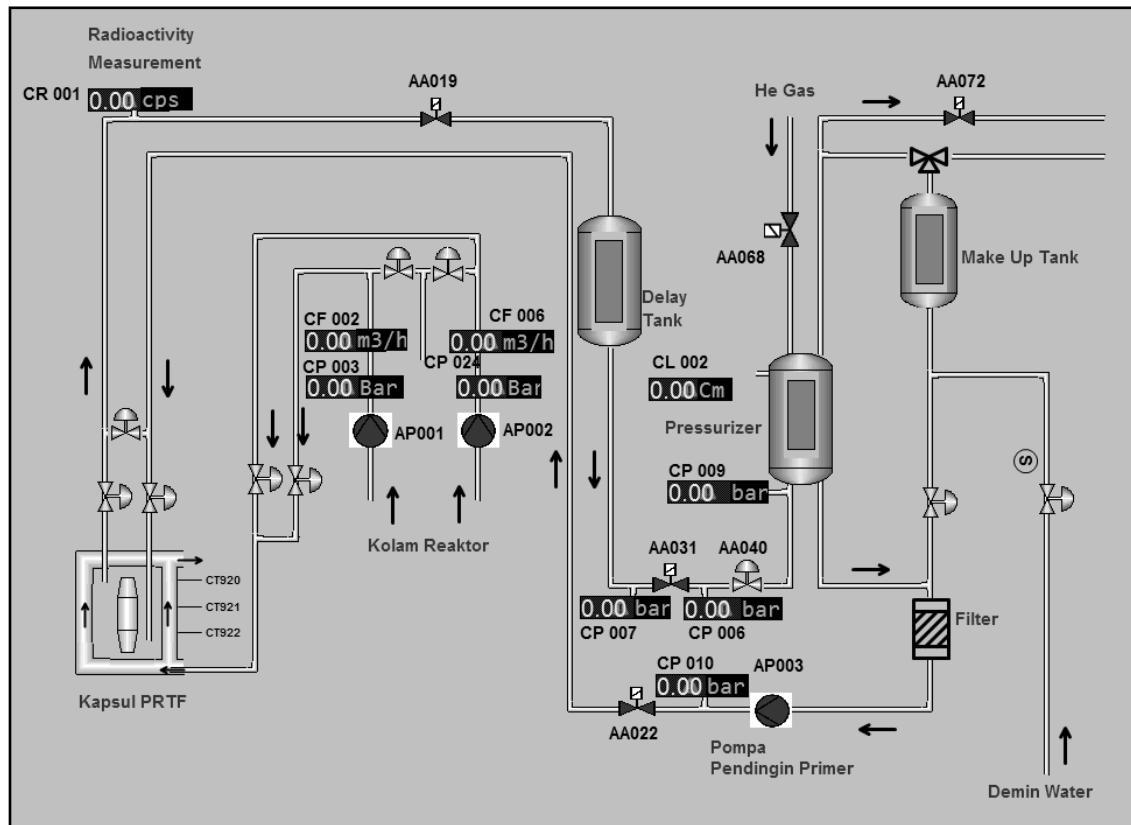 Radioactivity
Measurement
CR 001
0.00 cps
AA019
He Gas
AA072
AA068
Make Up Tank
Delay
Tank
CF 002
0.00 m3/h
CF 006
0.00 m3/h
CP 003
0.00 Bar
CP 024
0.00 Bar
CL 002
0.00 Cm
Pressurizer
AP001
AP002
CP 009
0.00 bar
S
Kolam Reaktor
AA031
AA040
CT920
CT921
CT922
0.00 bar
CP 007
0.00 bar
CP 006
Filter
Kapsul PRTF
CP 010
0.00 bar
AP003
AA022
Pompa
Pendingin Primer
Demin Water